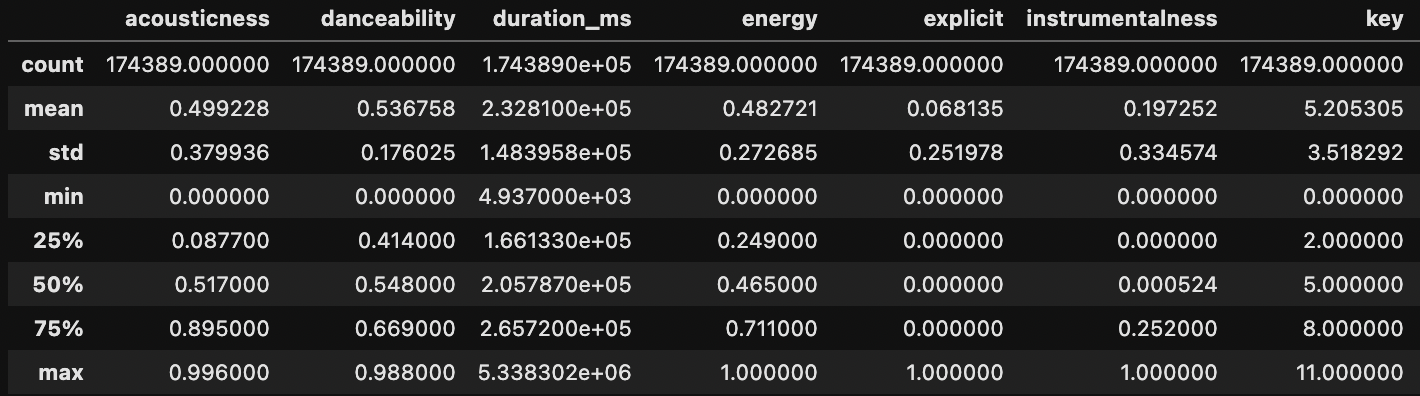 acousticness danceability duration_ms energy explicit instrumentalness key
count 174389.000000 174389.000000 1.743890e+05 174389.000000 174389.000000 174389.000000 174389.000000
mean 0.499228 0.536758 2.328100e+05 0.482721 0.068135 0.197252 5.205305
std 0.379936 0.176025 1.483958e+05 0.272685 0.251978 0.334574 3.518292
min 0.000000 0.000000 4.937000e+03 0.000000 0.000000 0.000000 0.000000
25% 0.087700 0.414000 1.661330e+05 0.249000 0.000000 0.000000 2.000000
50% 0.517000 0.548000 2.057870e+05 0.465000 0.000000 0.000524 5.000000
75% 0.895000 0.669000 2.657200e+05 0.711000 0.000000 0.252000 8.000000
max 0.996000 0.988000 5.338302e+06 1.000000 1.000000 1.000000 11.000000